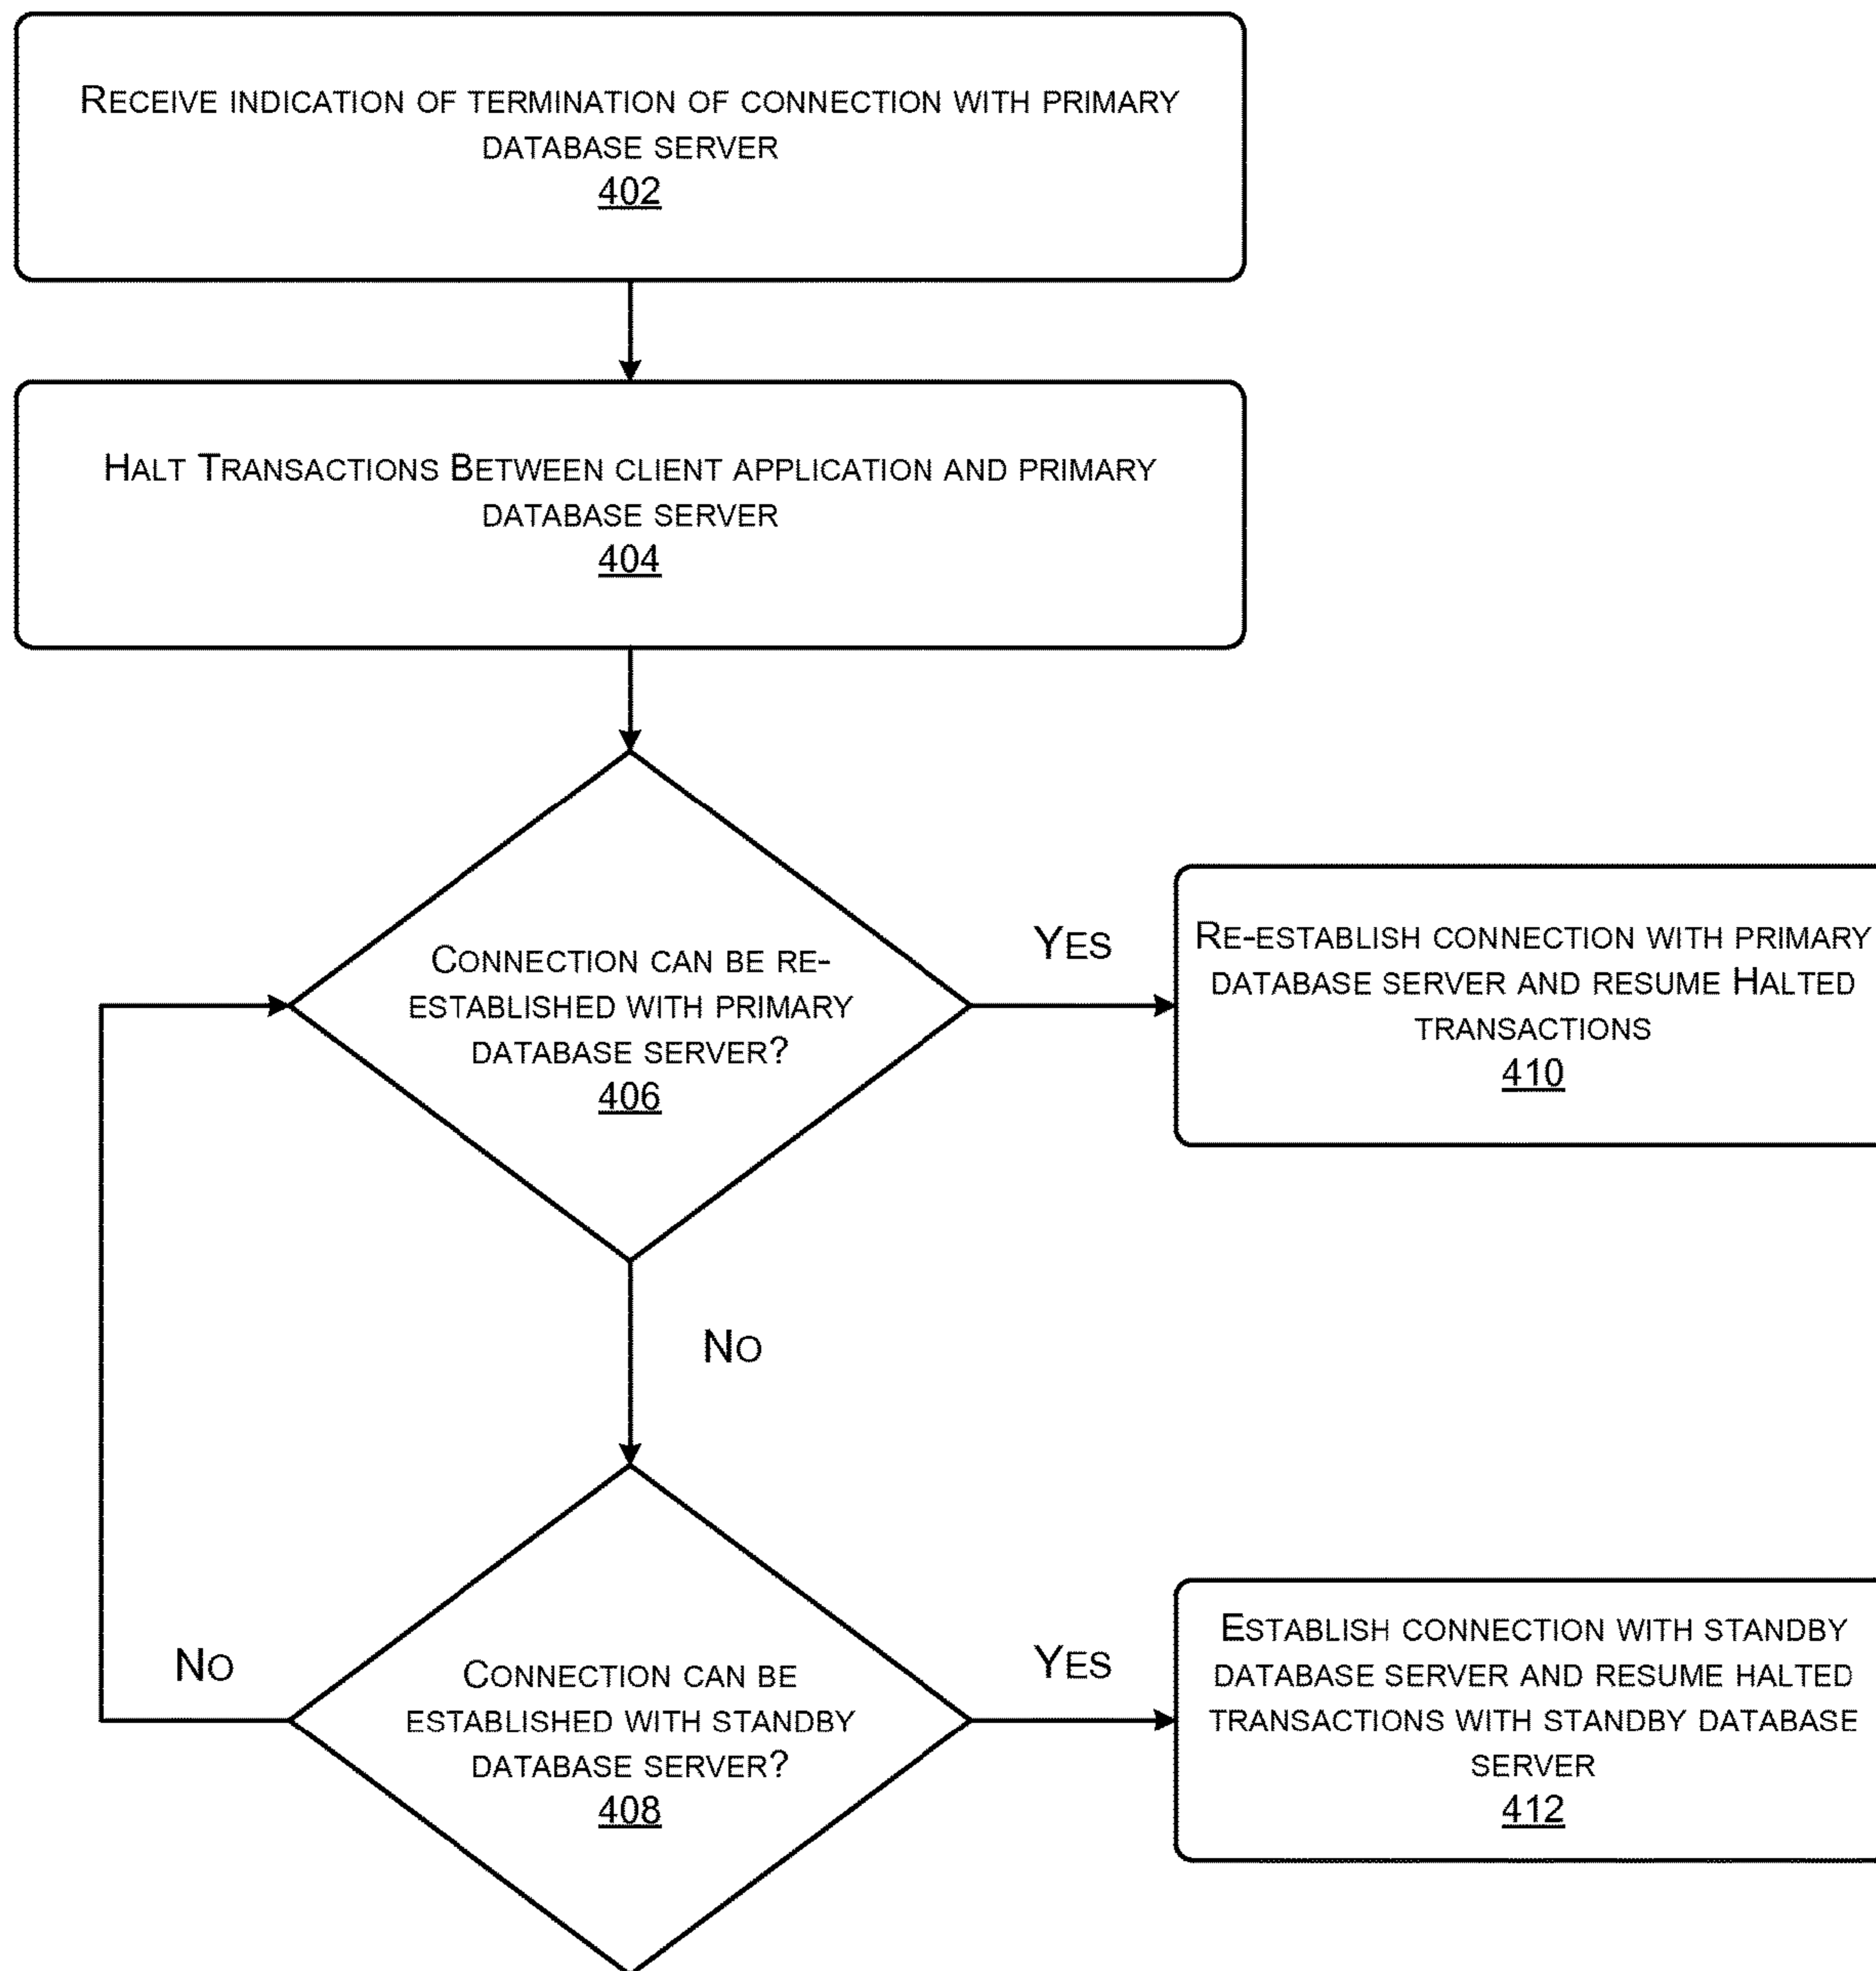 Receive indication of termination of connection with primary
database server
402
Halt Transactions Between client application and primary
database server
404
Connection can be re-
established with primary
database server?
406
Yes
Re-establish connection with primary
database server and resume Halted
transactions
410
No
Connection can be
established with standby
database server?
408
No
Yes
Establish connection with standby
database server and resume halted
transactions with standby database
server
412